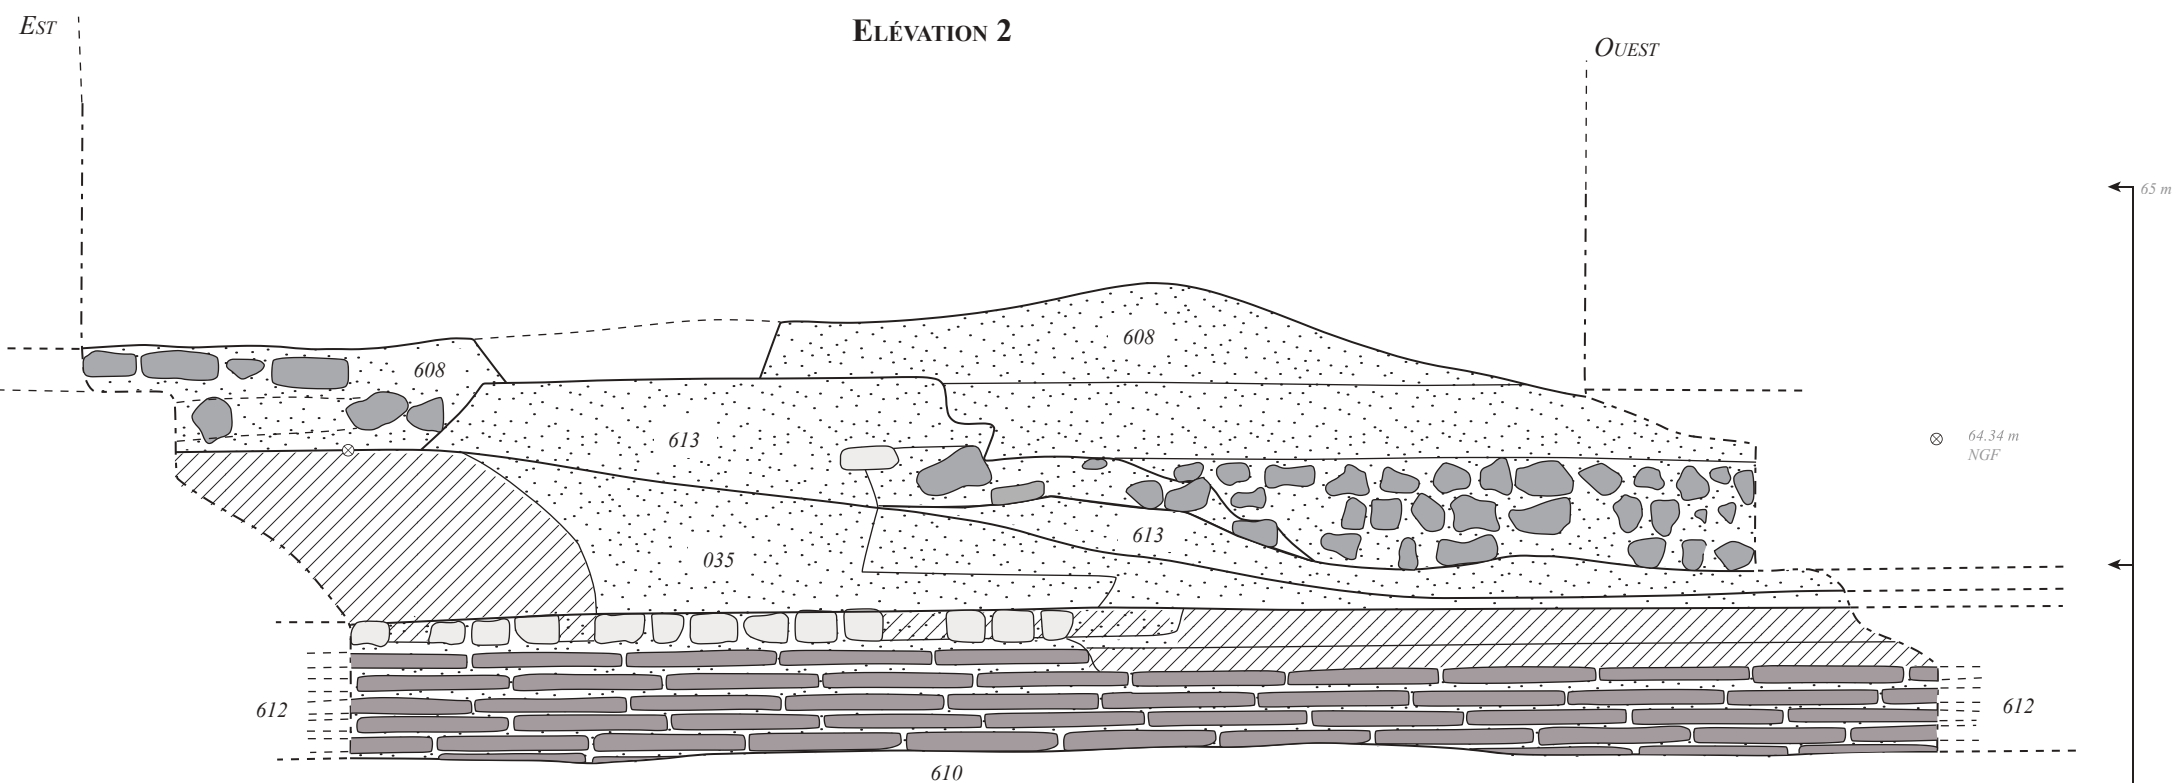 EST
ELÉVATION 2
OUEST
65 m
608
608
613
64.34 m
NGF
613
035
612
612
610